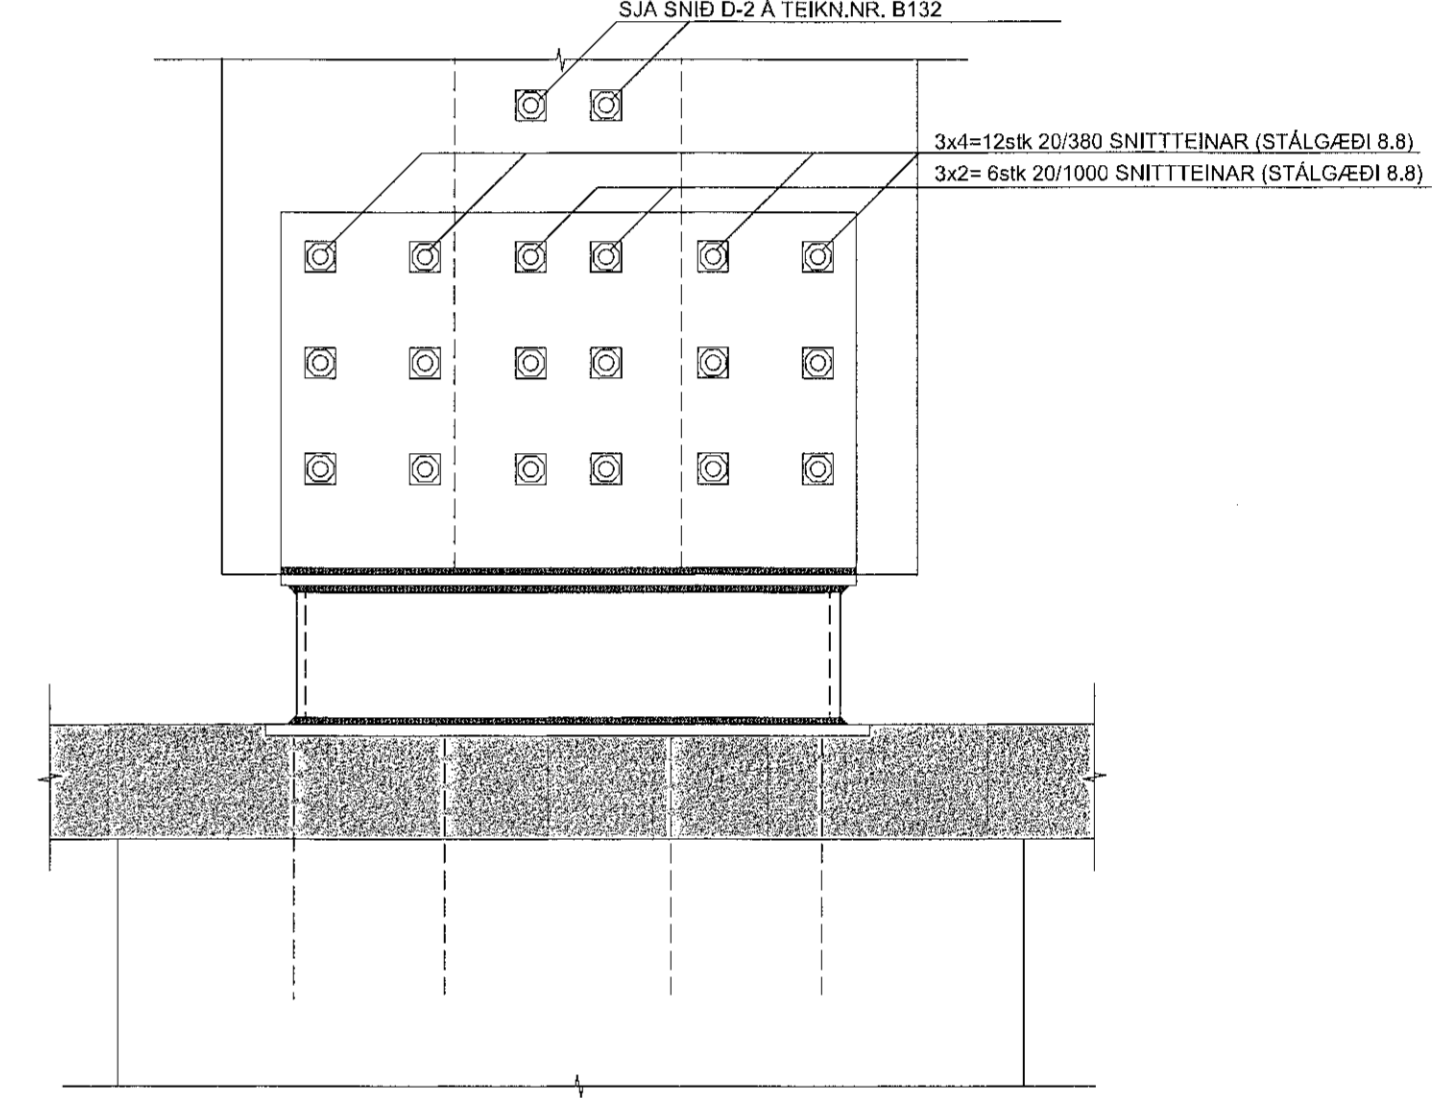 SJÁ SNIÐ D-2 Á TEIKN.NR. B132
3x4=12stk 20/380 SNITTTEINAR (STÁLGÆÐI 8.8)
3x2= 6stk 20/1000 SNITTTEINAR (STÁLGÆÐI 8.8)